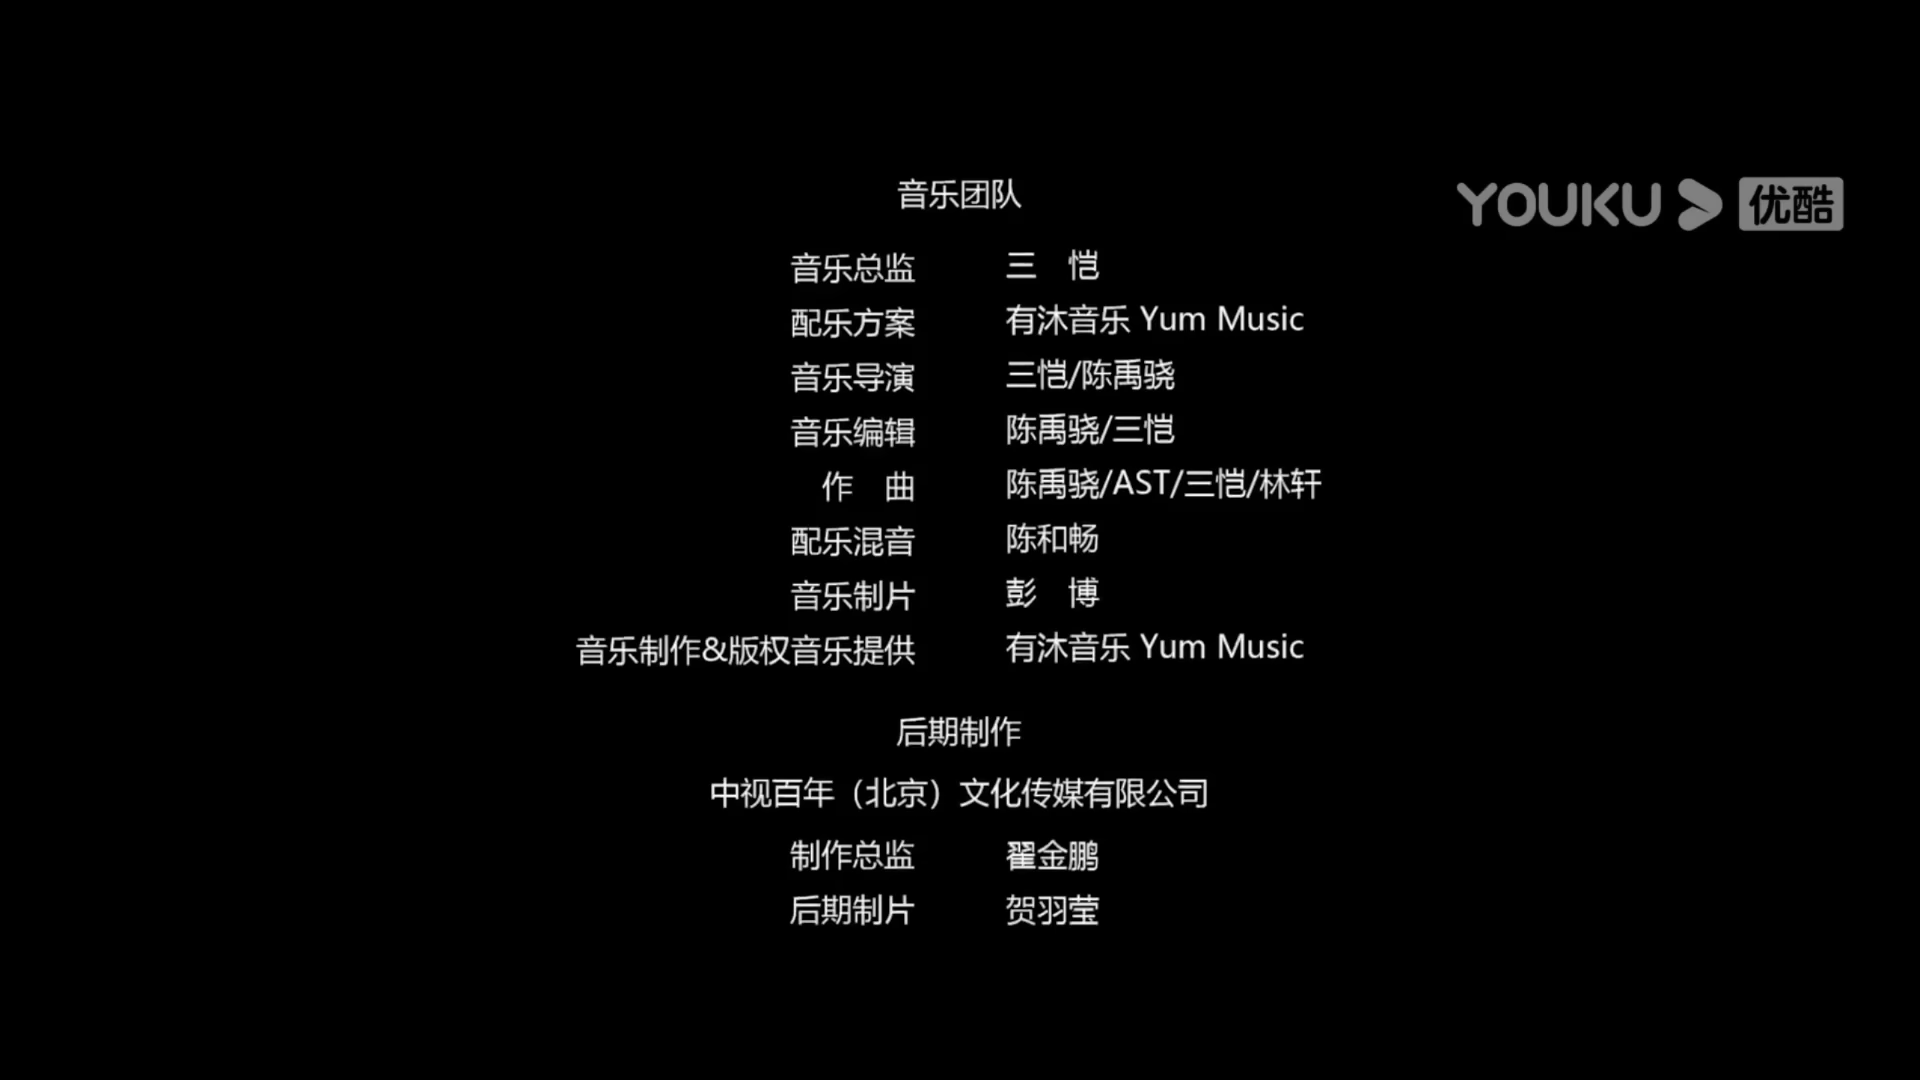 音乐团队
YOUKU 优酷
音乐总监 三 恺
配乐方案 有沐音乐 Yum Music
音乐导演 三恺/陈禹骁
音乐编辑 陈禹骁/三恺
作 曲 陈禹骁/AST/三恺/林轩
配乐混音 陈和畅
音乐制片 彭 博
音乐制作&版权音乐提供 有沐音乐 Yum Music
后期制作
中视百年（北京）文化传媒有限公司
制作总监 翟金鹏
后期制片 贺羽莹